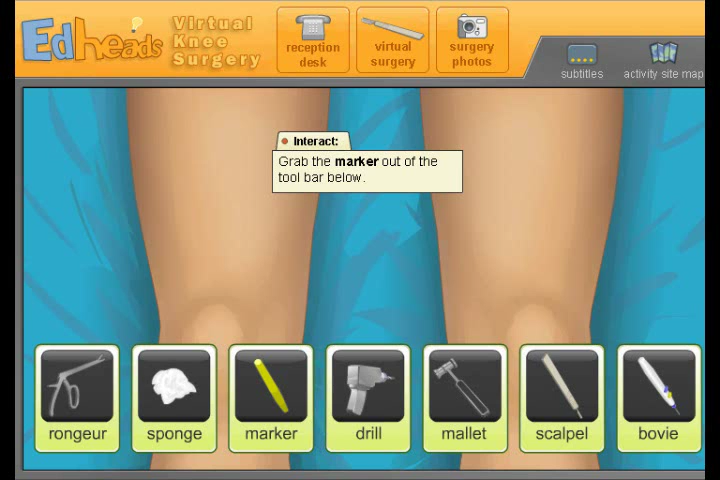 Edheads
Virtual
Knee
Surgery
reception
desk
virtual
surgery
surgery
photos
subtitles
activity site map
Interact:
Grab the marker out of the
tool bar below.
rongeur
sponge
marker
drill
mallet
scalpel
bovie